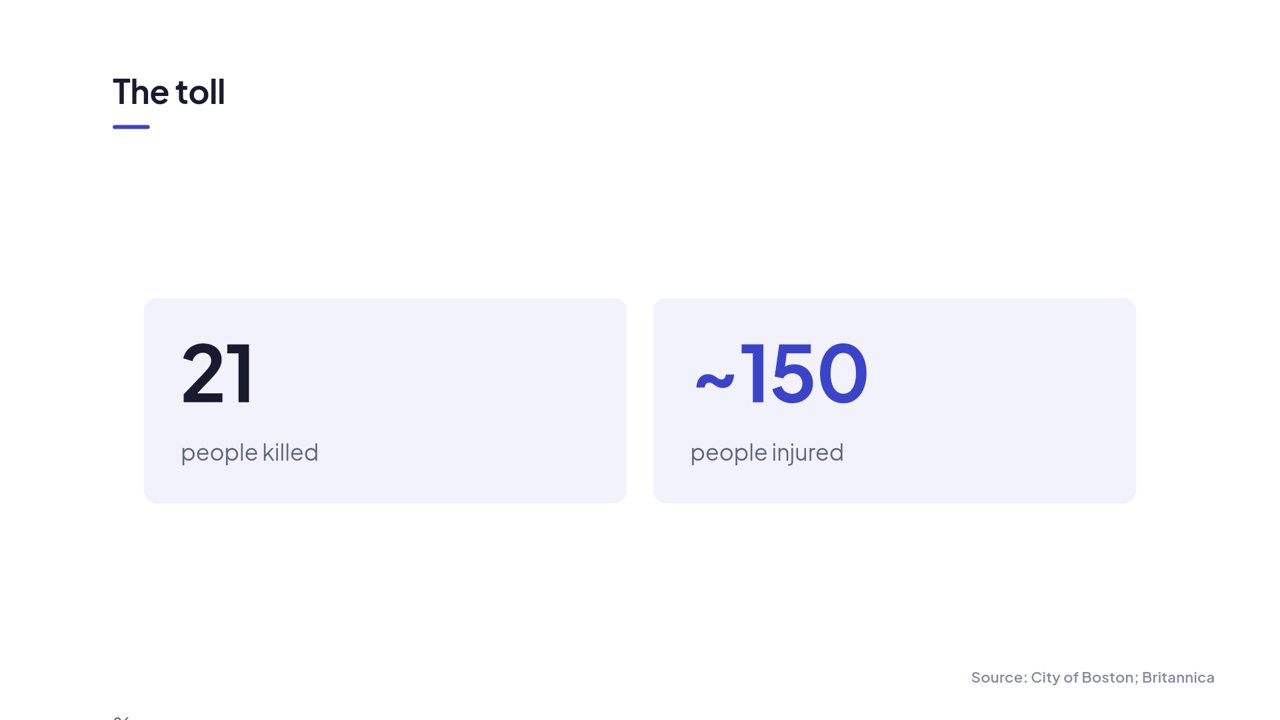 The toll
21
~150
people killed
people injured
Source: City of Boston; Britannica